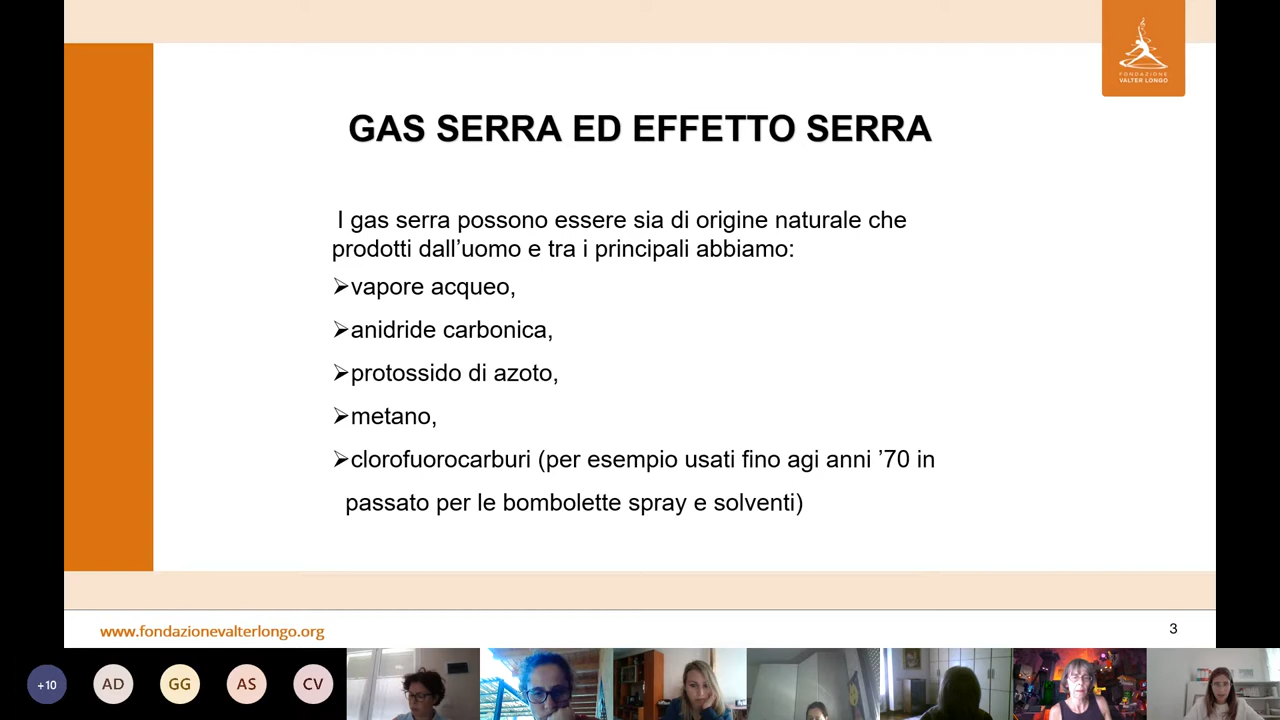 FONDAZIONE
VALTER LONGO
GAS SERRA ED EFFETTO SERRA
I gas serra possono essere sia di origine naturale che
prodotti dall’uomo e tra i principali abbiamo:
➢vapore acqueo,
➢anidride carbonica,
➢protossido di azoto,
➢metano,
➢clorofuorocarburi (per esempio usati fino agi anni ’70 in
passato per le bombolette spray e solventi)
www.fondazionevalterlongo.org
3
+10
AD
GG
AS
CV